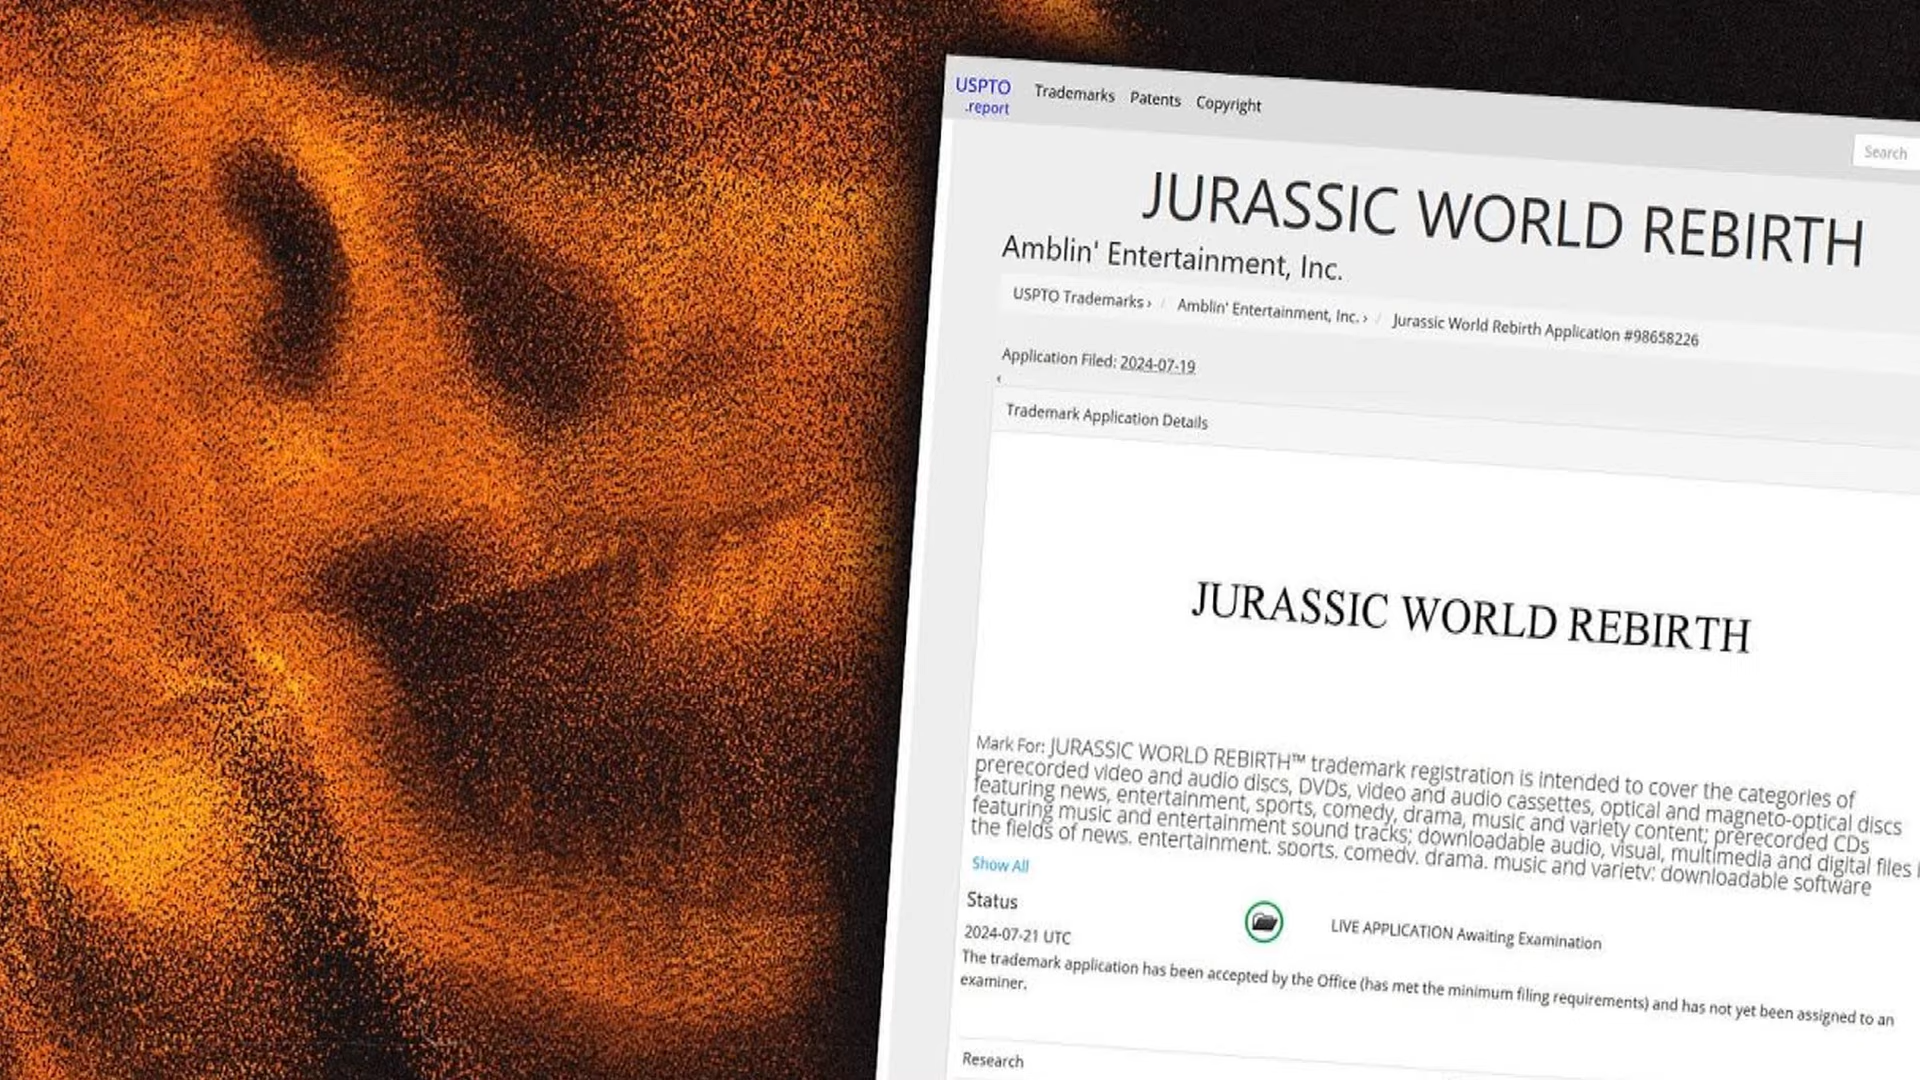 USPTO
.report
Trademarks Patents Copyright
Search
JURASSIC WORLD REBIRTH
Amblin' Entertainment, Inc.
USPTO Trademarks › / Amblin' Entertainment, Inc. › / Jurassic World Rebirth Application #98658226
Application Filed: 2024-07-19
‹
Trademark Application Details
JURASSIC WORLD REBIRTH
Mark For: JURASSIC WORLD REBIRTH™ trademark registration is intended to cover the categories of
prerecorded video and audio discs, DVDs, video and audio cassettes, optical and magneto-optical discs
featuring news, entertainment, sports, comedy, drama, music and variety content; prerecorded CDs
featuring music and entertainment sound tracks; downloadable audio, visual, multimedia and digital files
the fields of news, entertainment, sports, comedy, drama, music and variety; downloadable software
Show All
Status
2024-07-21 UTC
LIVE APPLICATION Awaiting Examination
The trademark application has been accepted by the Office (has met the minimum filing requirements) and has not yet been assigned to an
examiner.
Research